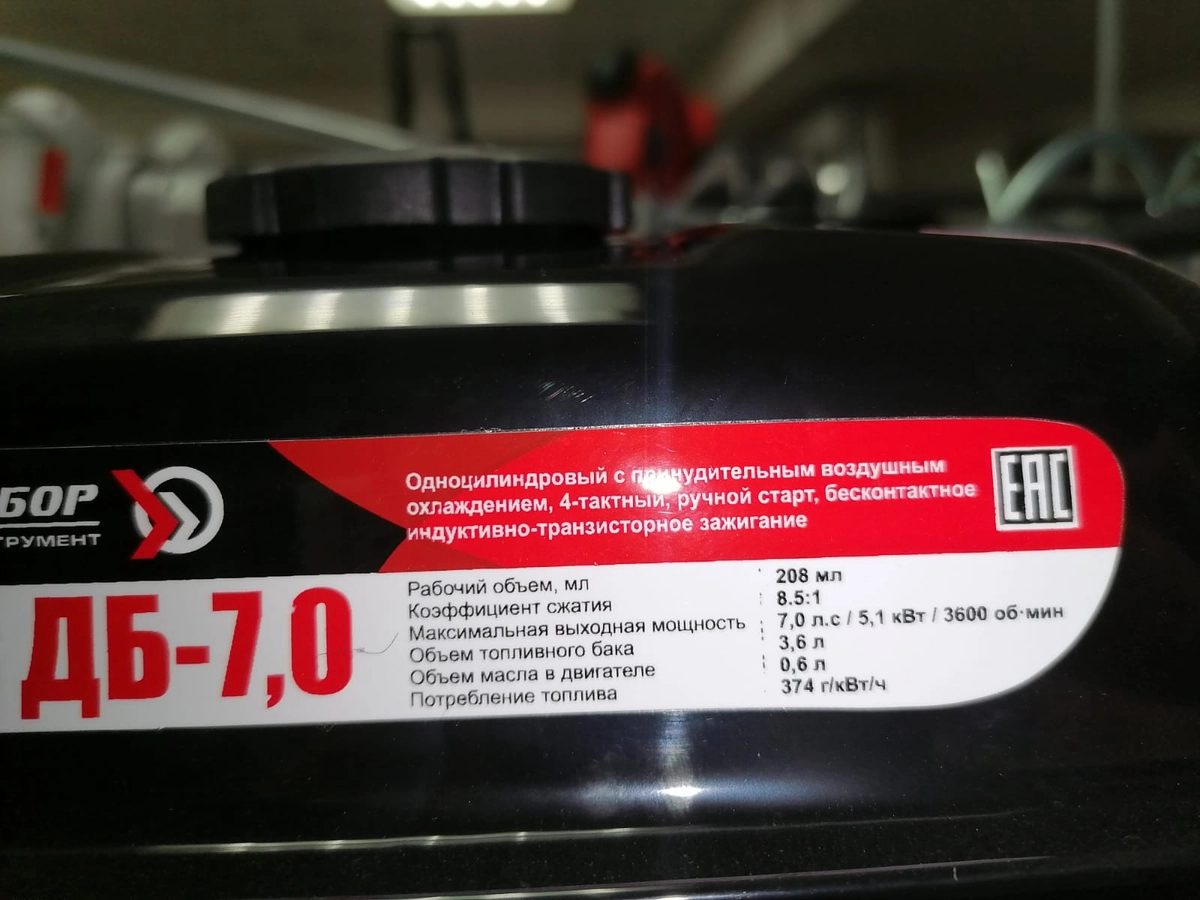 БОР
ТРУМЕНТ
ДБ-7,0
Одноцилиндровый с принудительным воздушным
охлаждением, 4-тактный, ручной старт, бесконтактное
индуктивно-транзисторное зажигание
EAC
Рабочий объем, мл : 208 мл
Коэффициент сжатия : 8.5:1
Максимальная выходная мощность : 7,0 л.с / 5,1 кВт / 3600 об·мин
Объем топливного бака : 3,6 л
Объем масла в двигателе : 0,6 л
Потребление топлива 374 г/кВт/ч